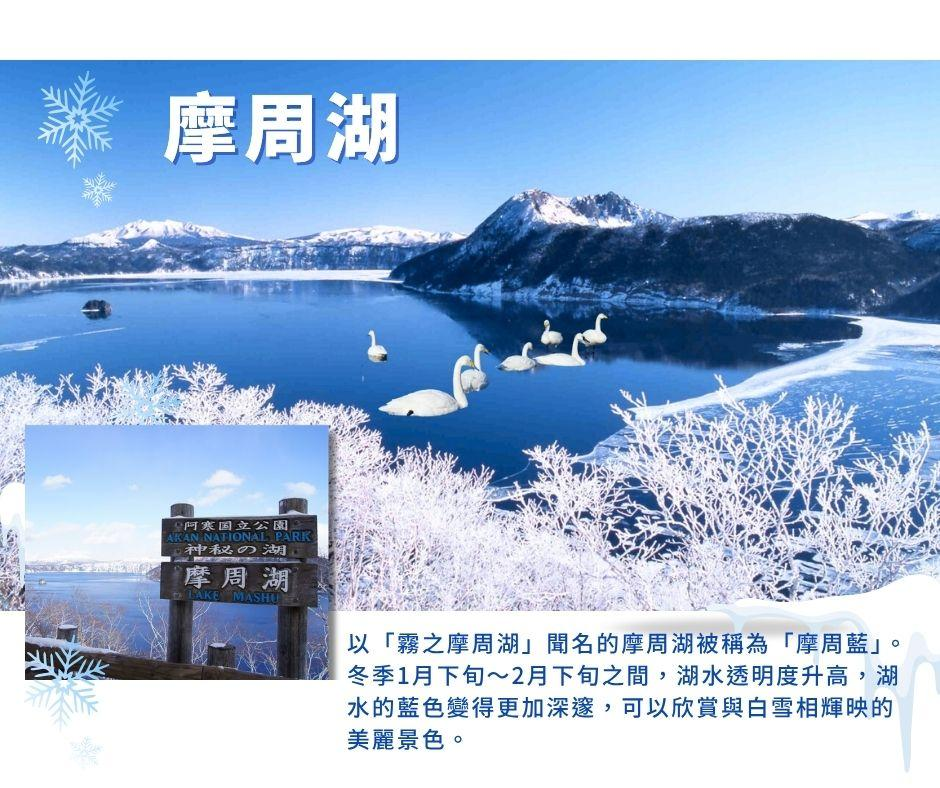 摩周湖
阿寒国立公園
AKAN NATIONAL PARK
神秘の湖
摩周湖
LAKE MASHU
以「霧之摩周湖」聞名的摩周湖被稱為「摩周藍」。
冬季1月下旬～2月下旬之間，湖水透明度升高，湖
水的藍色變得更加深邃，可以欣賞與白雪相輝映的
美麗景色。